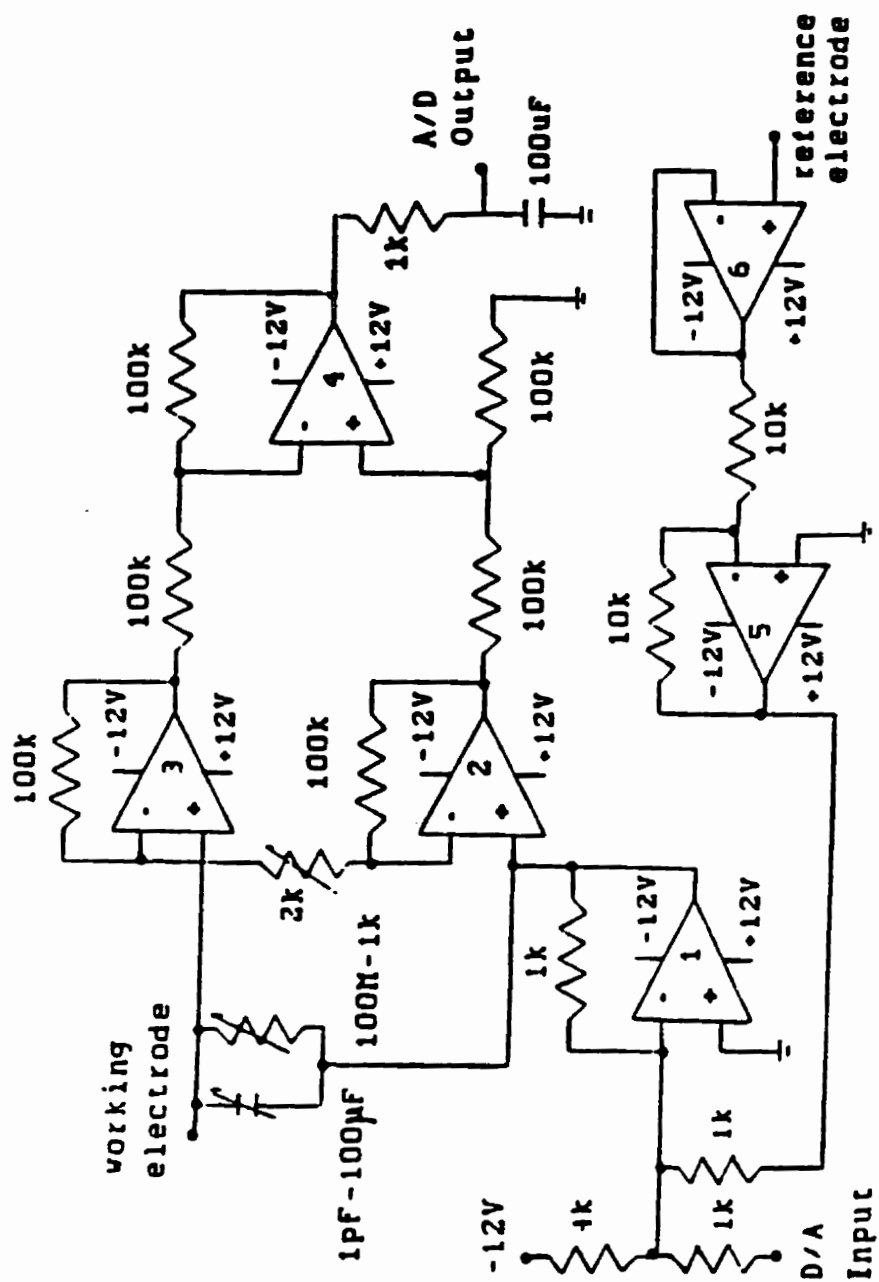 working
electrode
1pF-100µF
100M-1k
2k
100k
-12V
3
+12V
100k
100k
-12V
4
+12V
1k
A/D
Output
100uF
100k
-12V
2
+12V
100k
100k
-12V
4k
1k
D/A
Input
1k
1k
-12V
1
+12V
10k
-12V
5
+12V
10k
-12V
6
+12V
reference
electrode